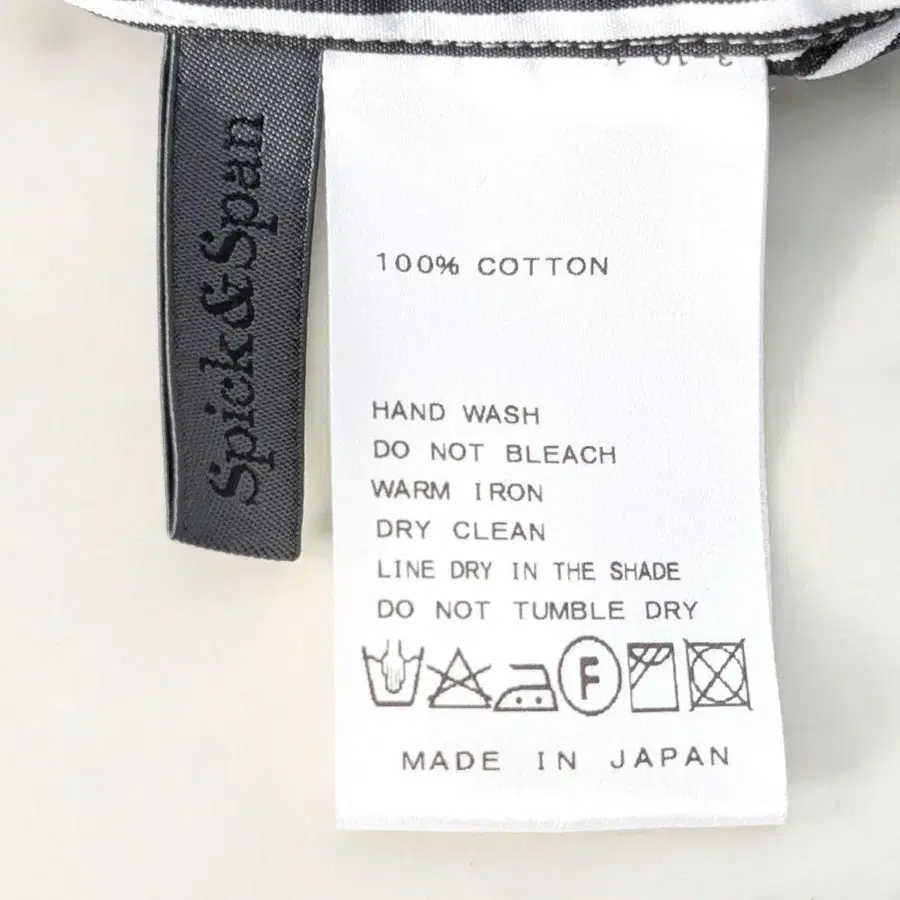 Spick&Span
100% COTTON
HAND WASH
DO NOT BLEACH
WARM IRON
DRY CLEAN
LINE DRY IN THE SHADE
DO NOT TUMBLE DRY
F
MADE IN JAPAN